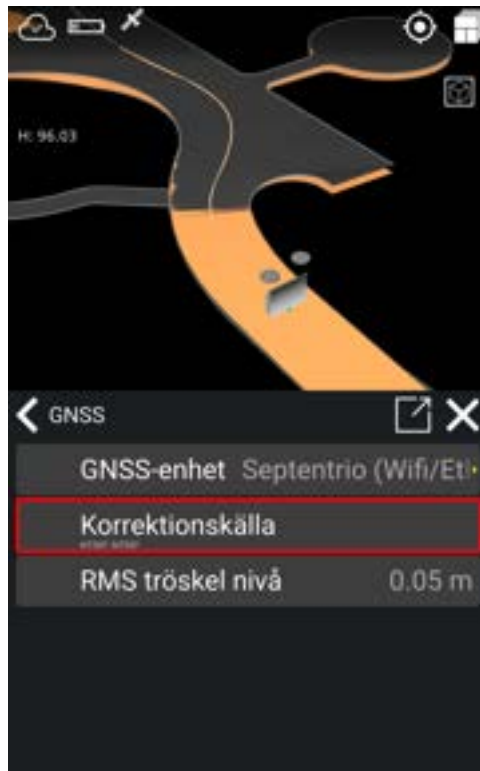 H: 96.03
GNSS
GNSS-enhet Septentrio (Wifi/Et
Korrektionskälla
RMS tröskel nivå 0.05 m